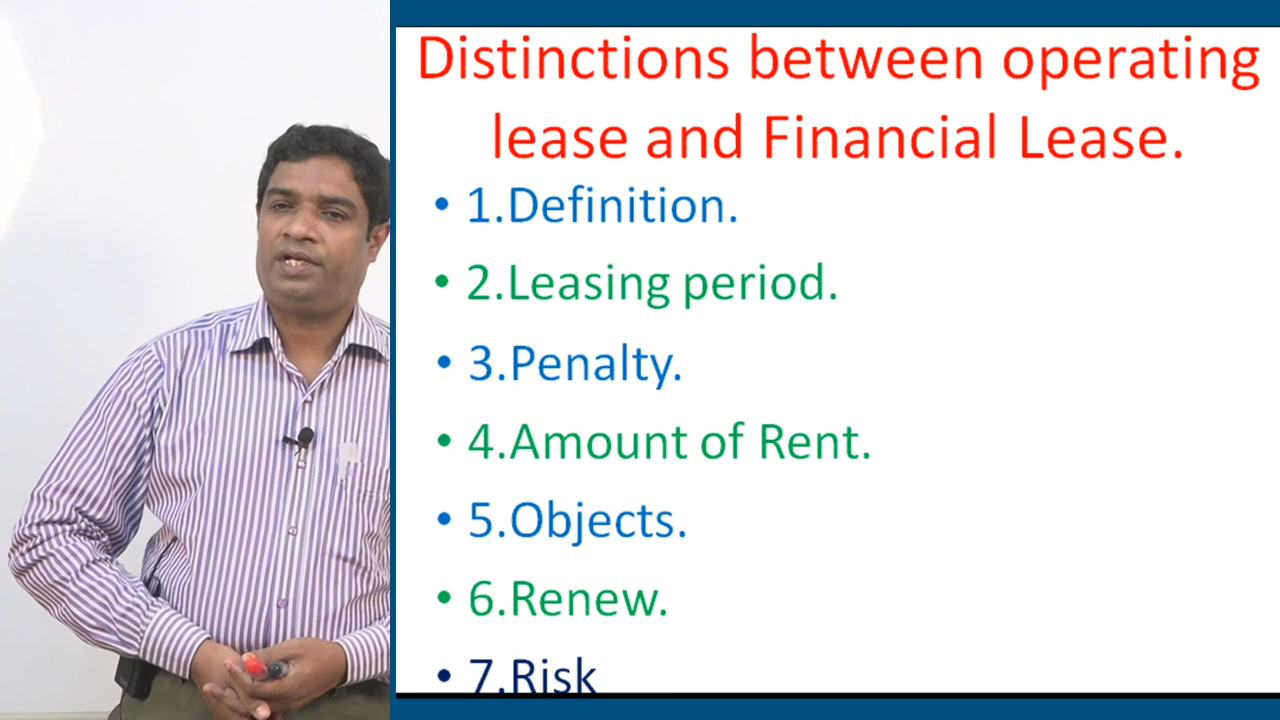 Distinctions between operating
lease and Financial Lease.
• 1.Definition.
• 2.Leasing period.
• 3.Penalty.
• 4.Amount of Rent.
• 5.Objects.
• 6.Renew.
• 7.Risk